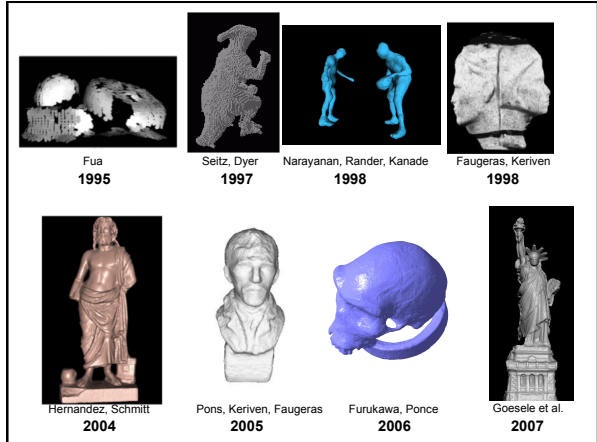 Fua
1995
Seitz, Dyer
1997
Narayanan, Rander, Kanade
1998
Faugeras, Keriven
1998
Hernandez, Schmitt
2004
Pons, Keriven, Faugeras
2005
Furukawa, Ponce
2006
Goesele et al.
2007